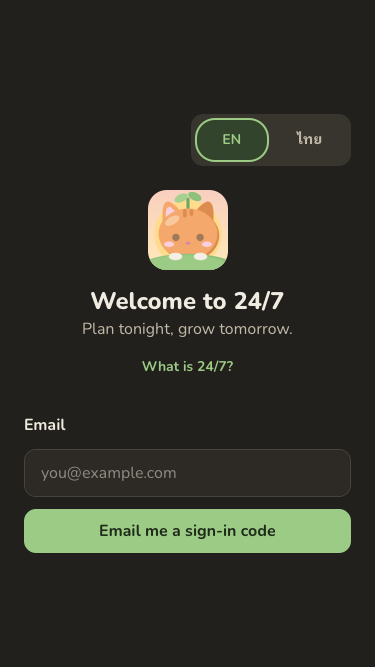 EN
ไทย
Welcome to 24/7
Plan tonight, grow tomorrow.
What is 24/7?
Email
you@example.com
Email me a sign-in code